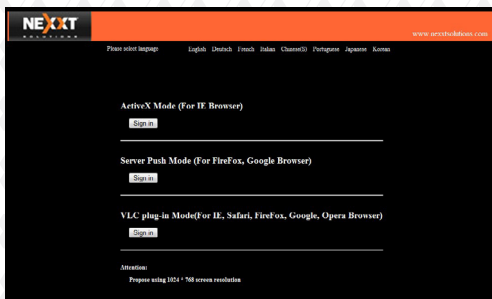 NEXXT
SOLUTIONS
www.nexxtsolutions.com
Please select language English Deutsch French Italian Chinese(S) Portuguese Japanese Korean
ActiveX Mode (For IE Browser)
Sign in
Server Push Mode (For FireFox, Google Browser)
Sign in
VLC plug-in Mode(For IE, Safari, FireFox, Google, Opera Browser)
Sign in
Attention:
Propose using 1024 * 768 screen resolution